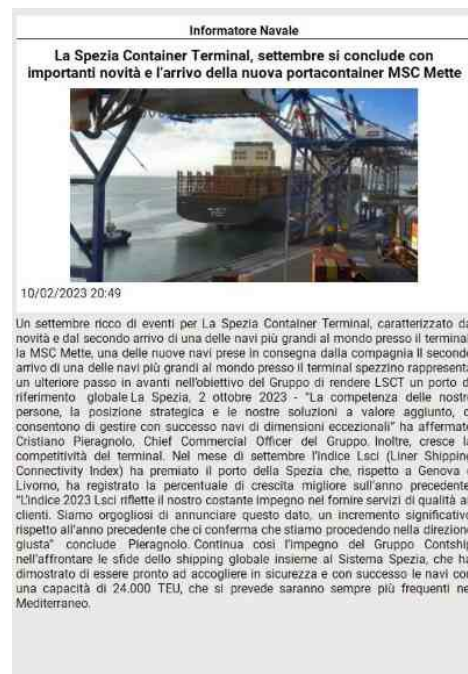 Informatore Navale
La Spezia Container Terminal, settembre si conclude con
importanti novità e l'arrivo della nuova portacontainer MSC Mette
10/02/2023 20:49
Un settembre ricco di eventi per La Spezia Container Terminal, caratterizzato da
novità e dal secondo arrivo di una delle navi più grandi al mondo presso il terminal
la MSC Mette, una delle nuove navi prese in consegna dalla compagnia Il secondo
arrivo di una delle navi più grandi al mondo presso il terminal spezzino rappresenta
un ulteriore passo in avanti nell'obiettivo del Gruppo di rendere LSCT un porto d
riferimento globale La Spezia, 2 ottobre 2023 - "La competenza delle nostre
persone, la posizione strategica e le nostre soluzioni a valore aggiunto, c
consentono di gestire con successo navi di dimensioni eccezionali" ha affermato
Cristiano Pieragnolo, Chief Commercial Officer del Gruppo. Inoltre, cresce la
competitività del terminal. Nel mese di settembre l'indice Lsci (Liner Shipping
Connectivity Index) ha premiato il porto della Spezia che, rispetto a Genova e
Livorno, ha registrato la percentuale di crescita migliore sull'anno precedente
"L'indice 2023 Lsci riflette il nostro costante impegno nel fornire servizi di qualità ai
clienti. Siamo orgogliosi di annunciare questo dato, un incremento significativo
rispetto all'anno precedente che ci conferma che stiamo procedendo nella direzione
giusta" conclude Pieragnolo. Continua così l'impegno del Gruppo Contship
nell'affrontare le sfide dello shipping globale insieme al Sistema Spezia, che ha
dimostrato di essere pronto ad accogliere in sicurezza e con successo le navi con
una capacità di 24.000 TEU, che si prevede saranno sempre più frequenti nel
Mediterraneo.